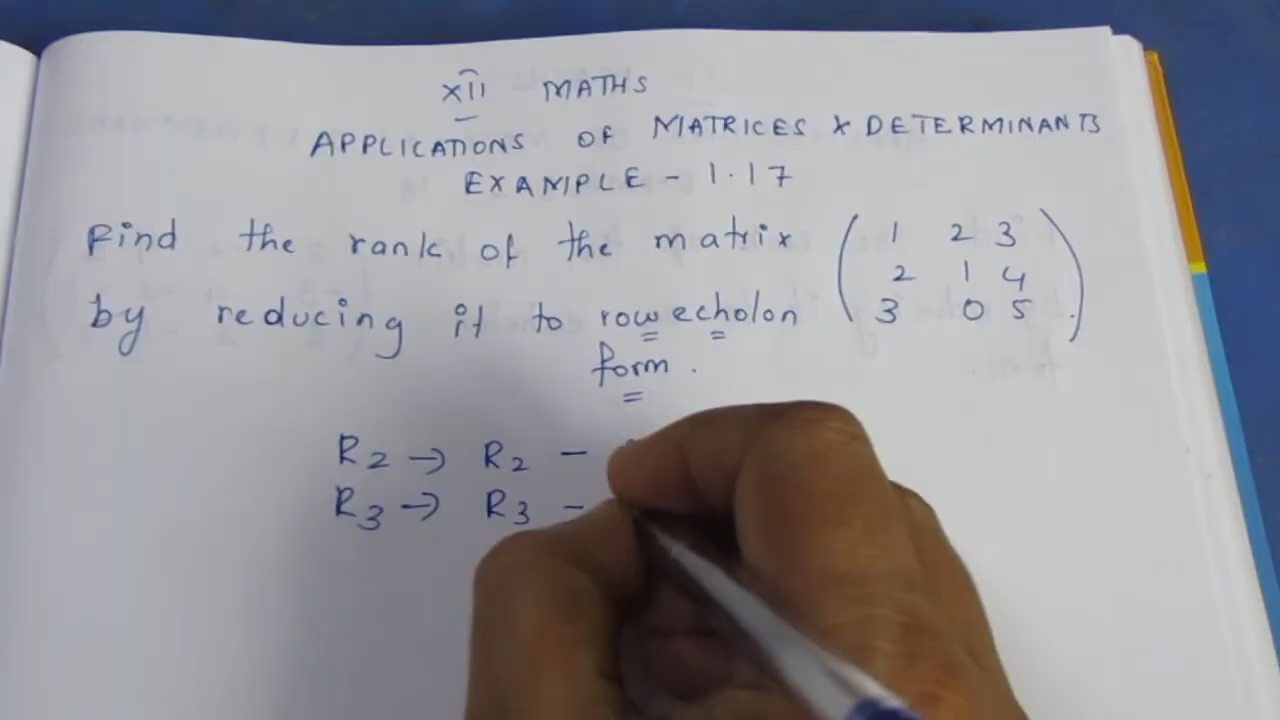 XII MATHS
APPLICATIONS OF MATRICES & DETERMINANTS
EXAMPLE - 1.17
Find the rank of the matrix ( 1 2 3
2 1 4
by reducing it to row echolon 3 0 5 )
form.
R2 → R2 -
R3 → R3 -